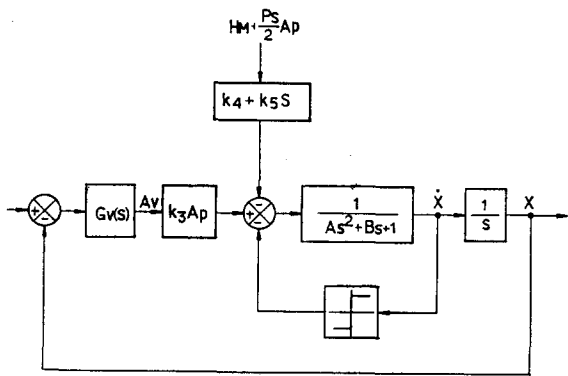 HM + Ps/2 Ap
k4 + k5 S
+ - Gv(s) Av k3 Ap + - - 1/(As²+Bs+1) Ẋ 1/s X